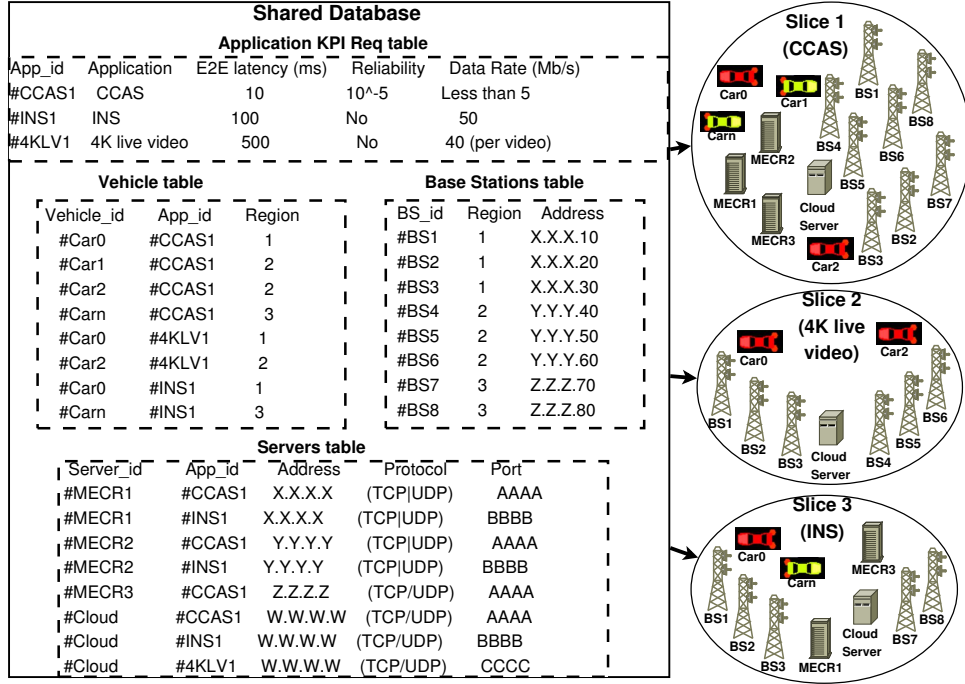 Shared Database
Application KPI Req table
App_id Application E2E latency (ms) Reliability Data Rate (Mb/s)
#CCAS1 CCAS 10 10^-5 Less than 5
#INS1 INS 100 No 50
#4KLV1 4K live video 500 No 40 (per video)
Vehicle table
Vehicle_id App_id Region
#Car0 #CCAS1 1
#Car1 #CCAS1 2
#Car2 #CCAS1 2
#Carn #CCAS1 3
#Car0 #4KLV1 1
#Car2 #4KLV1 2
#Car0 #INS1 1
#Carn #INS1 3
Base Stations table
BS_id Region Address
#BS1 1 X.X.X.10
#BS2 1 X.X.X.20
#BS3 1 X.X.X.30
#BS4 2 Y.Y.Y.40
#BS5 2 Y.Y.Y.50
#BS6 2 Y.Y.Y.60
#BS7 3 Z.Z.Z.70
#BS8 3 Z.Z.Z.80
Servers table
Server_id App_id Address Protocol Port
#MECR1 #CCAS1 X.X.X.X (TCP|UDP) AAAA
#MECR1 #INS1 X.X.X.X (TCP|UDP) BBBB
#MECR2 #CCAS1 Y.Y.Y.Y (TCP|UDP) AAAA
#MECR2 #INS1 Y.Y.Y.Y (TCP|UDP) BBBB
#MECR3 #CCAS1 Z.Z.Z.Z (TCP/UDP) AAAA
#Cloud #CCAS1 W.W.W.W (TCP/UDP) AAAA
#Cloud #INS1 W.W.W.W (TCP/UDP) BBBB
#Cloud #4KLV1 W.W.W.W (TCP/UDP) CCCC
Slice 1
(CCAS)
Car0
Car1
BS1
BS8
Carn
MECR2
BS4
BS6
BS5
MECR1
Cloud
Server
BS7
MECR3
BS2
Car2
BS3
Slice 2
(4K live
video)
Car0
Car2
BS1
BS6
BS2
BS5
BS3
Cloud
Server
BS4
Slice 3
(INS)
Car0
Carn
MECR3
BS1
BS8
BS2
Cloud
Server
BS7
BS3
MECR1